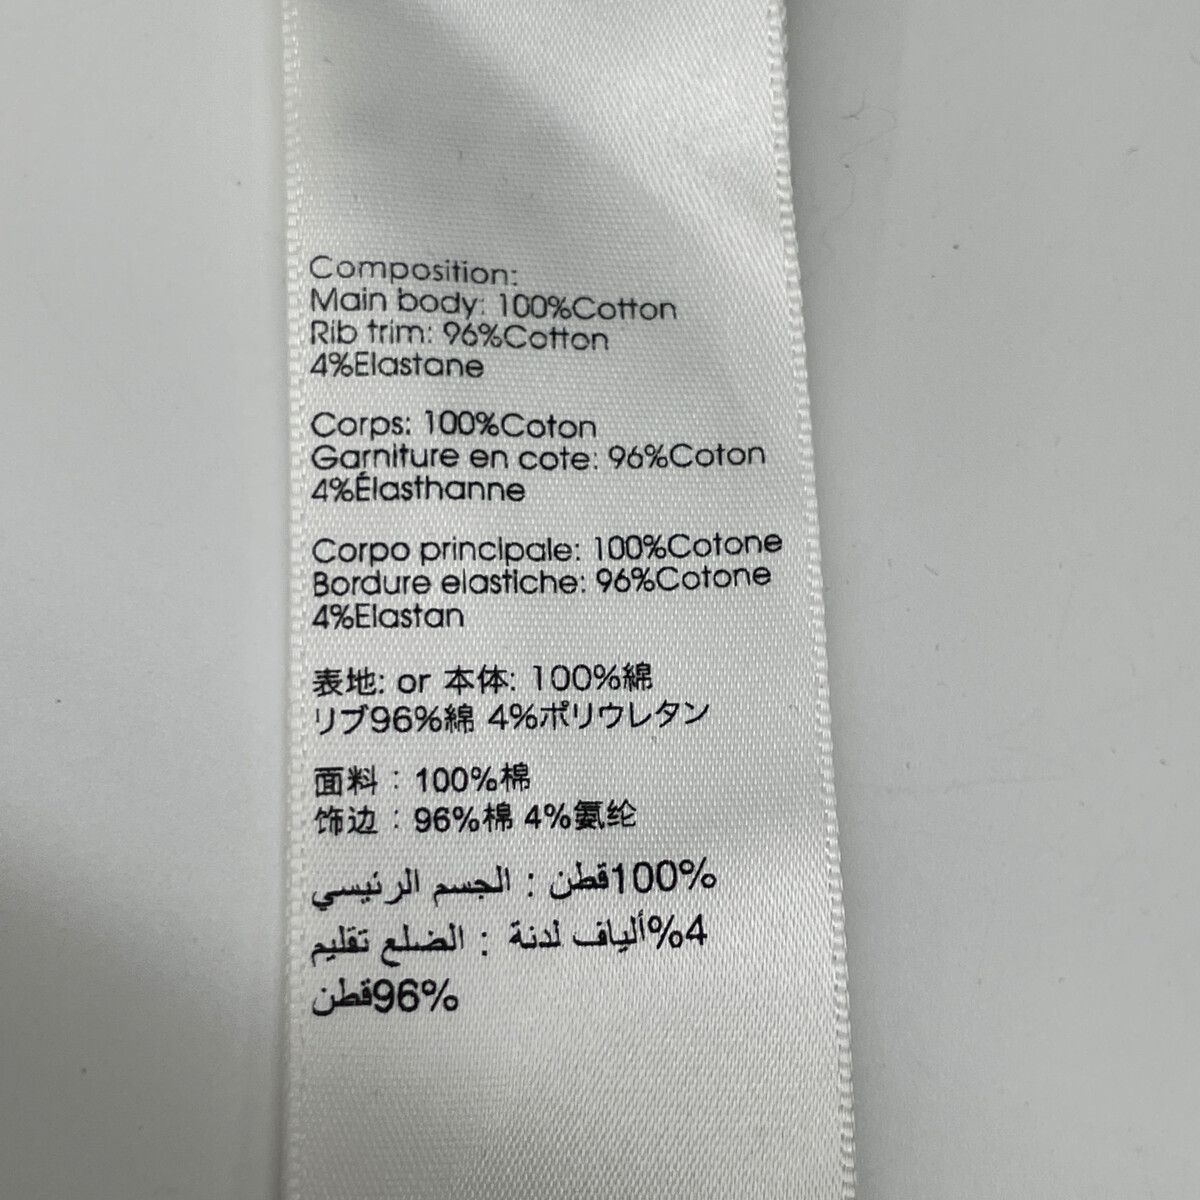 Composition:
Main body: 100%Cotton
Rib trim: 96%Cotton
4%Elastane
Corps: 100%Coton
Garniture en cote: 96%Coton
4%Élasthanne
Corpo principale: 100%Cotone
Bordure elastiche: 96%Cotone
4%Elastan
表地: or 本体: 100%綿
リブ96%綿 4%ポリウレタン
面料：100%棉
饰边：96%棉 4%氨纶
100%قطن : الجسم الرئيسي
4%ألياف لدنة : الضلع تقليم
96%قطن